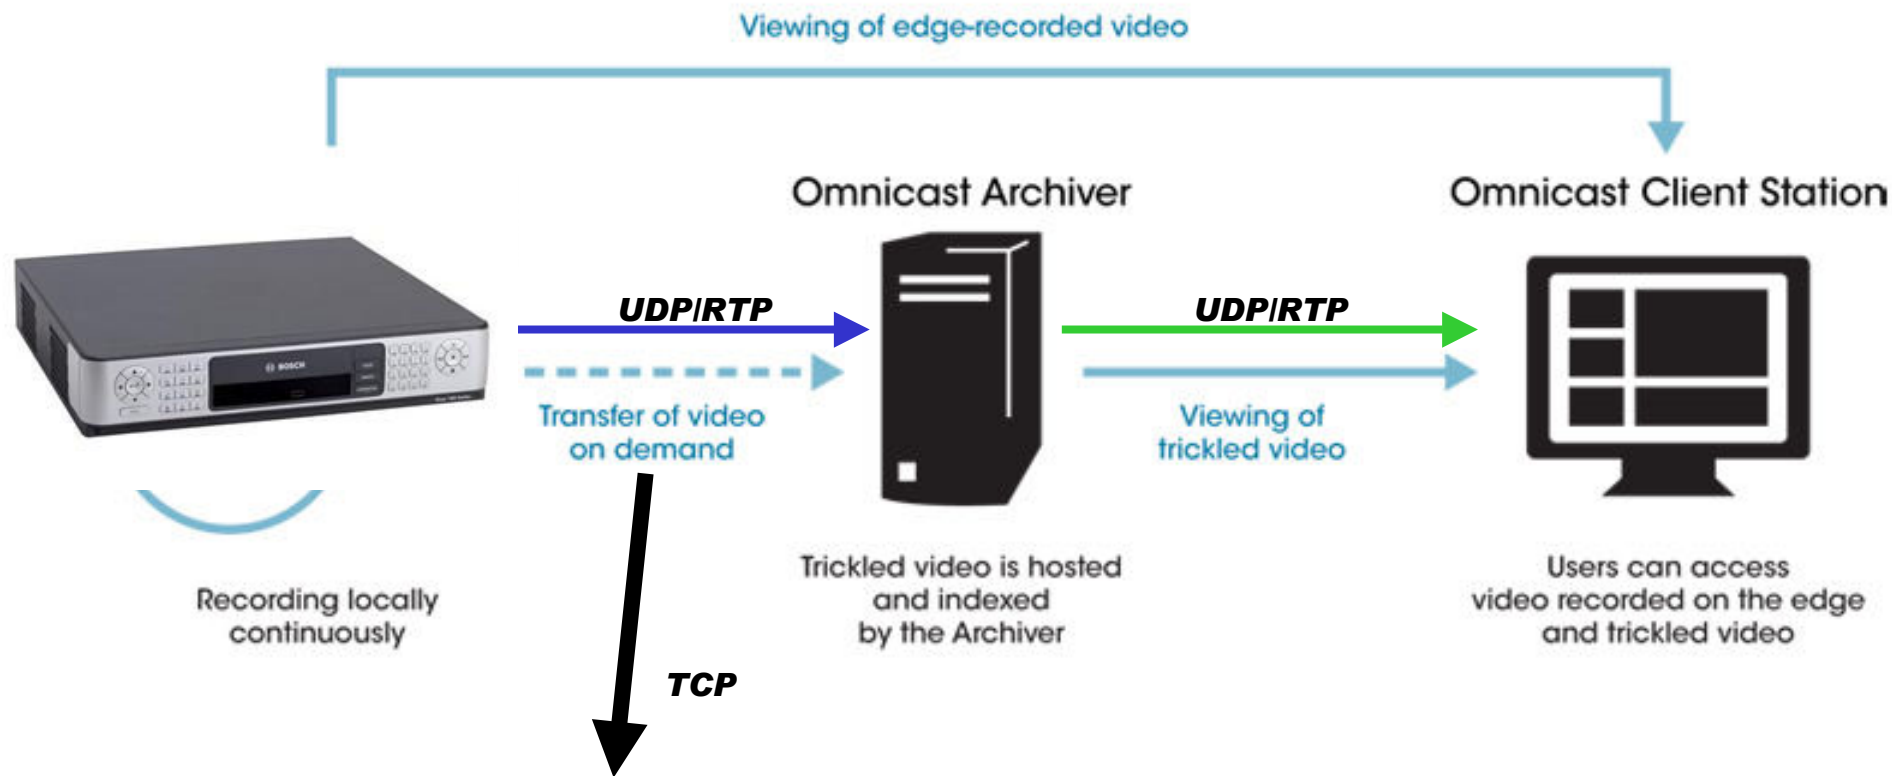 Viewing of edge-recorded video
Omnicast Archiver
Omnicast Client Station
UDP/RTP
UDP/RTP
BOSCH
Transfer of video
on demand
Viewing of
trickled video
Trickled video is hosted
and indexed
by the Archiver
Users can access
video recorded on the edge
and trickled video
Recording locally
continuously
TCP